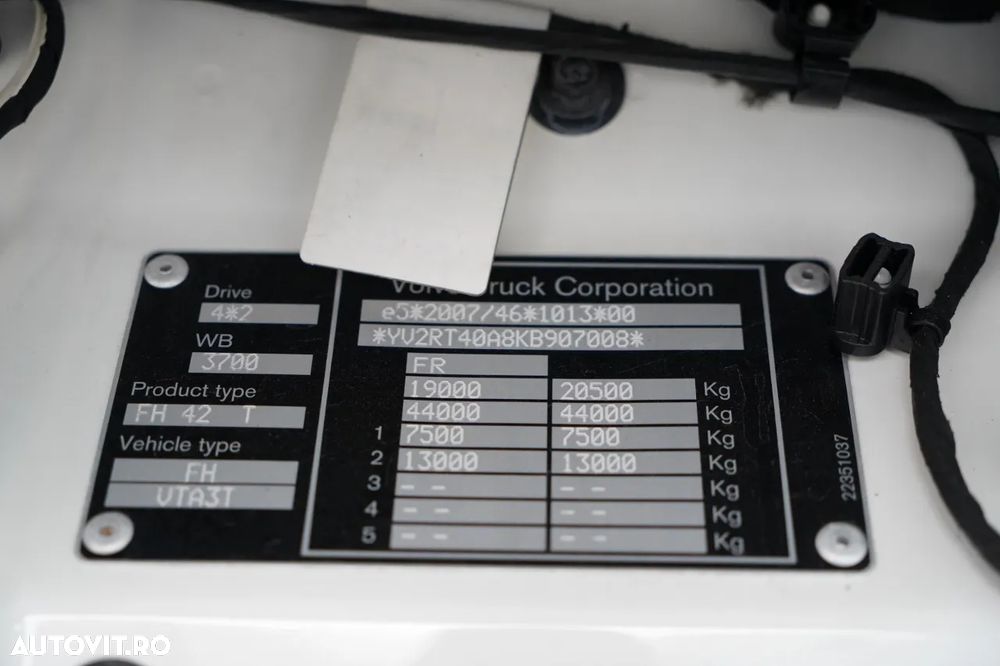 Drive
4*2
WB
3700
Product type
FH 42 T
Vehicle type
FH
VTA3T
Truck Corporation
e5*2007/46*1013*00
*YV2RT40A8KB907008*
FR
19000 20500 Kg
44000 44000 Kg
1 7500 7500 Kg
2 13000 13000 Kg
3 -- -- Kg
4 -- -- Kg
5 -- -- Kg
22351037
AUTOVIT.RO